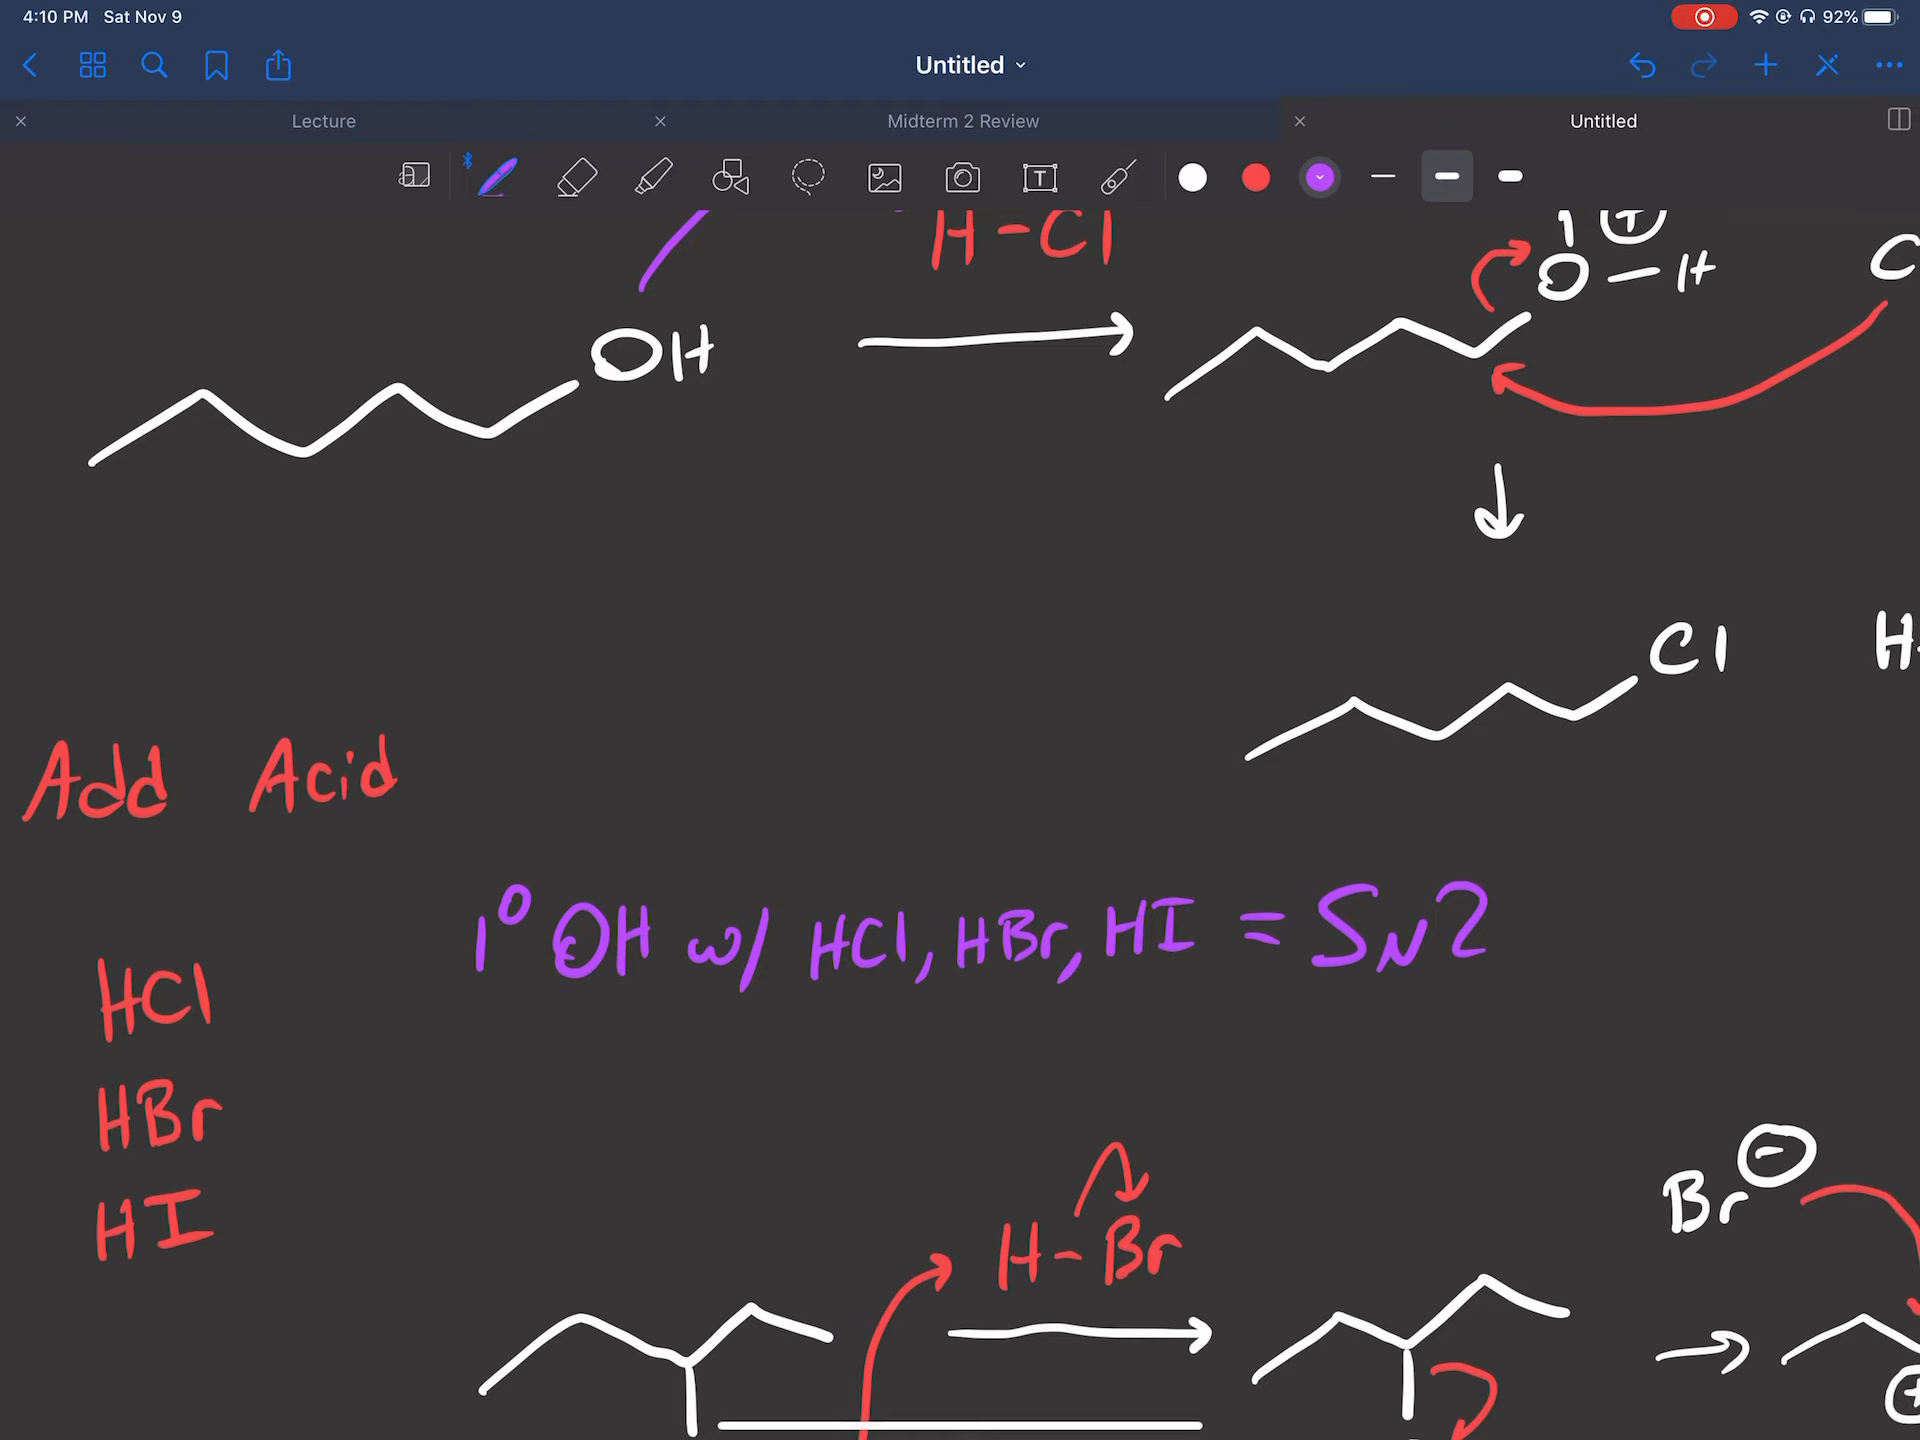 4:10 PM Sat Nov 9 92%
Untitled
Lecture Midterm 2 Review Untitled
T
H-Cl
O-H
C
OH
Cl
H
Add Acid
1° OH w/ HCl, HBr, HI = SN2
HCl
HBr
HI
Br
H-Br